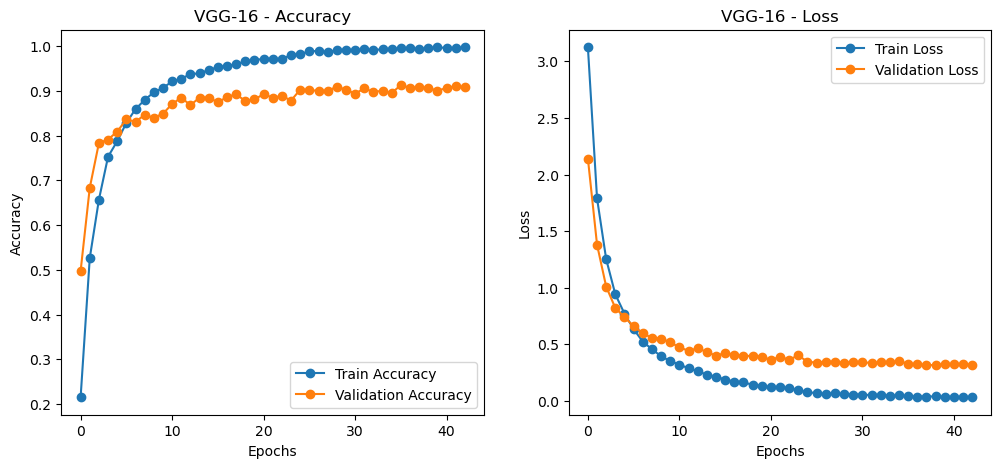 VGG-16 - Accuracy
1.0
0.9
0.8
0.7
0.6
0.5
0.4
0.3
0.2
Accuracy
Train Accuracy
Validation Accuracy
0
10
20
30
40
Epochs
VGG-16 - Loss
3.0
2.5
2.0
1.5
1.0
0.5
0.0
Loss
Train Loss
Validation Loss
0
10
20
30
40
Epochs